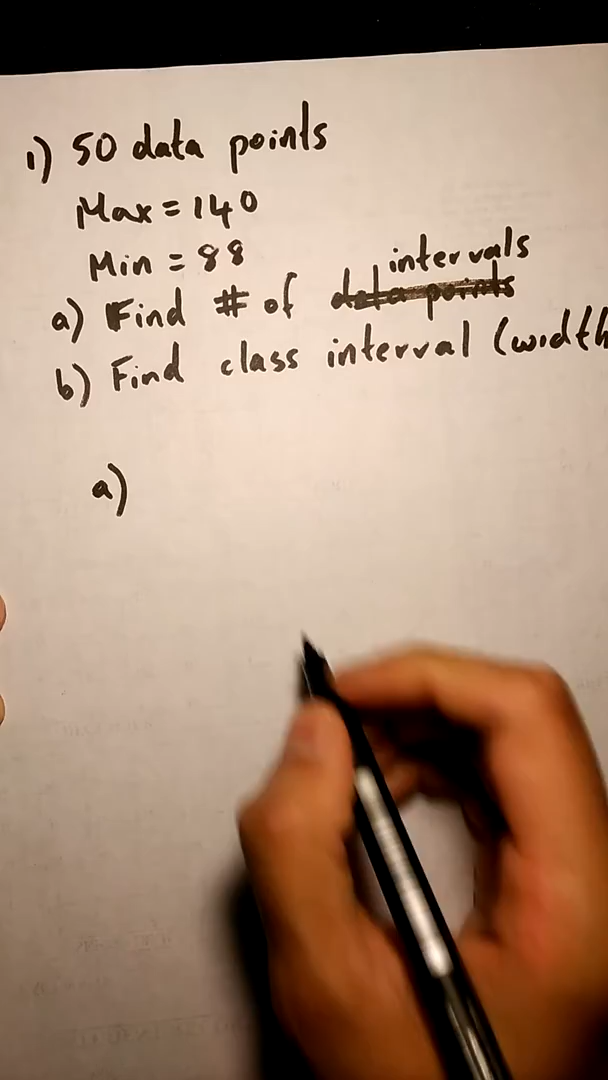 1) 50 data points
Max = 140
Min = 88
intervals
a) Find # of data points
b) Find class interval (width
a)